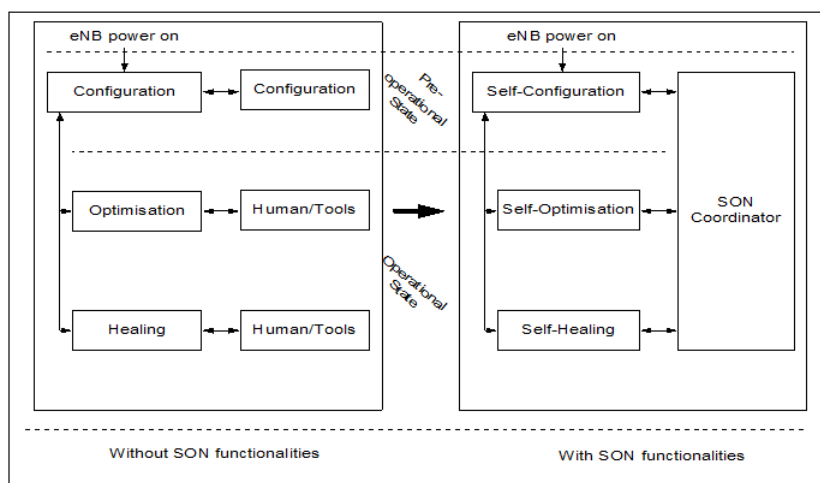 eNB power on
Configuration
Configuration
Optimisation
Human/Tools
Healing
Human/Tools
Pre-
operational
State
Operational
State
eNB power on
Self-Configuration
Self-Optimisation
Self-Healing
SON
Coordinator
Without SON functionalities
With SON functionalities